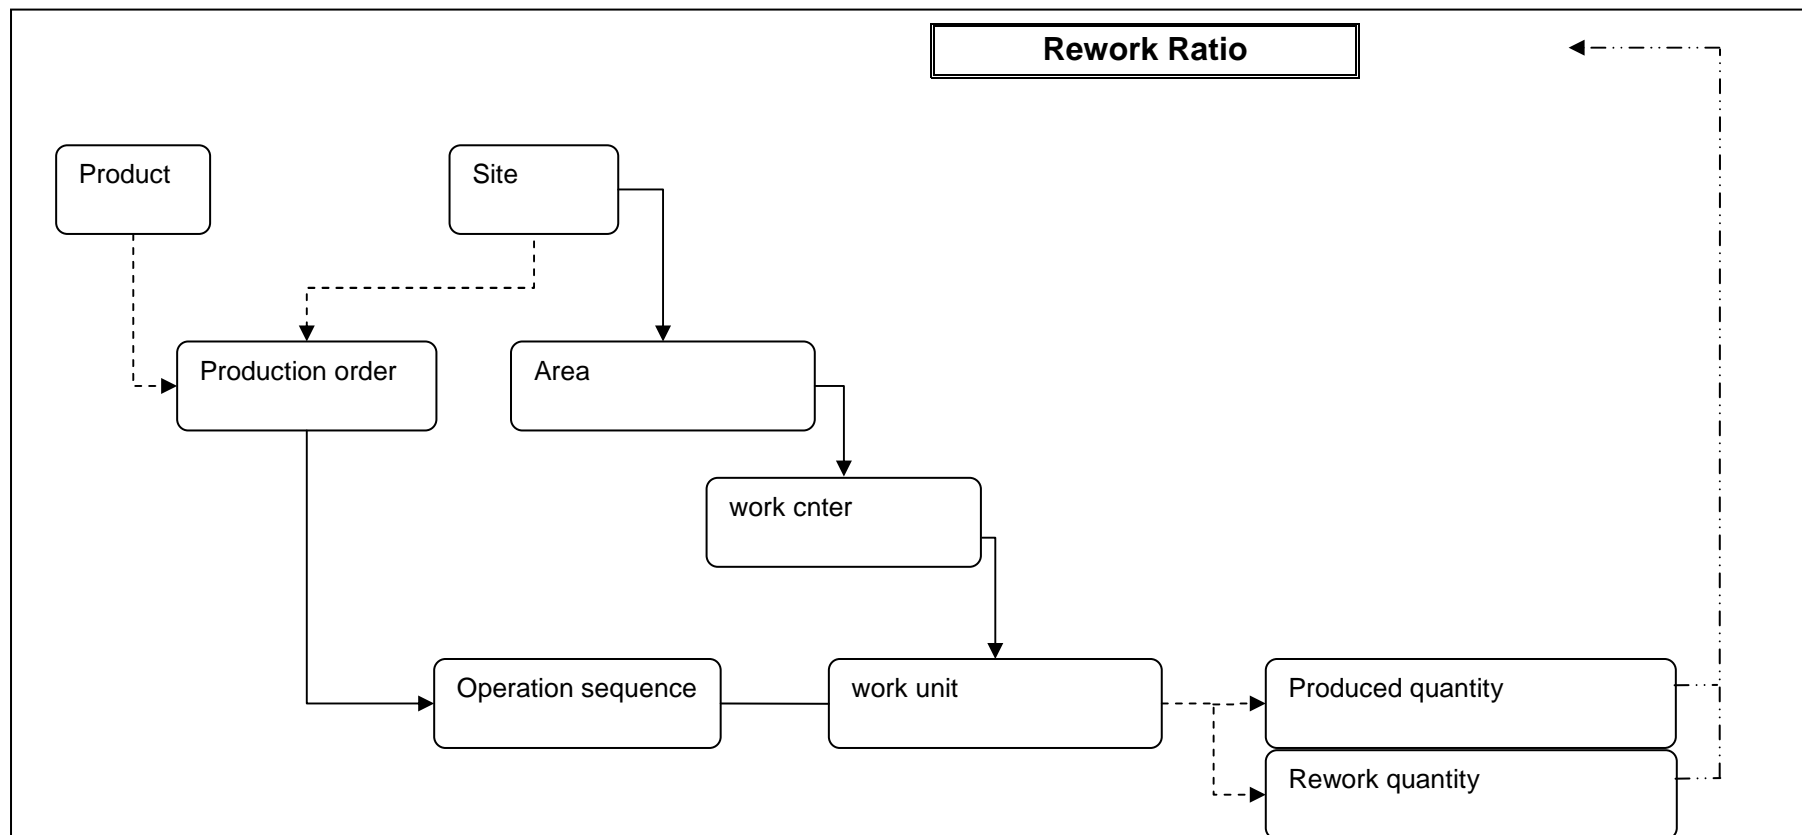 Rework Ratio
Product
Site
Production order
Area
work cnter
Operation sequence
work unit
Produced quantity
Rework quantity